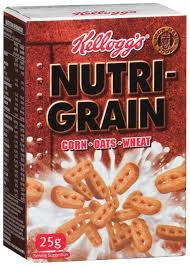 Kellogg's
NUTRI-
GRAIN
CORN • OATS • WHEAT
25g
Serving Suggestion